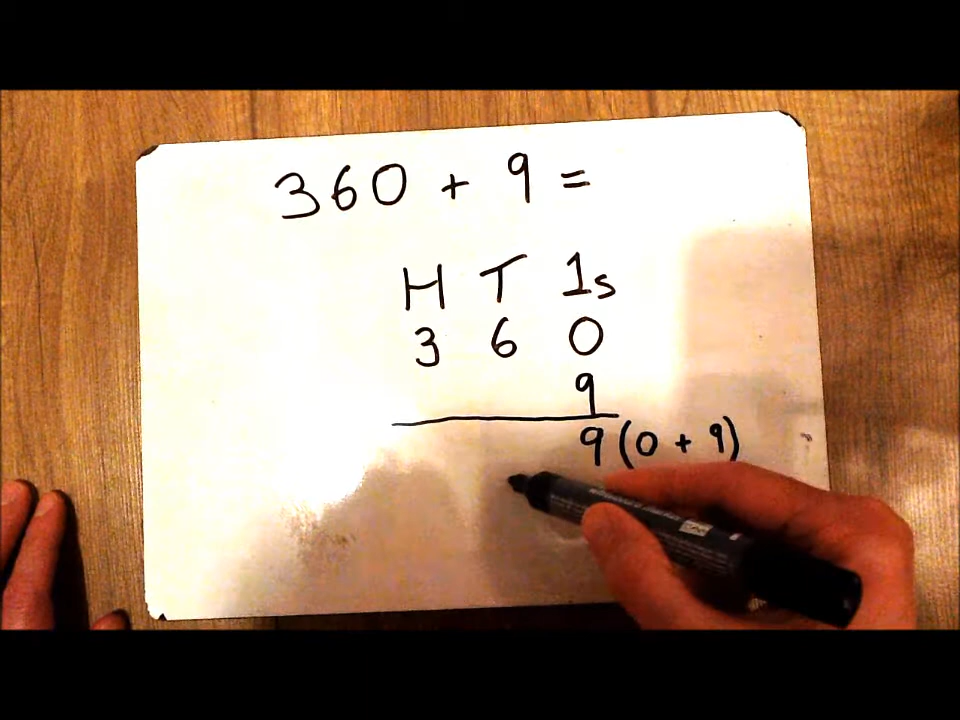 360 + 9 =
H T 1s
3 6 0
9
9 (0 + 9)